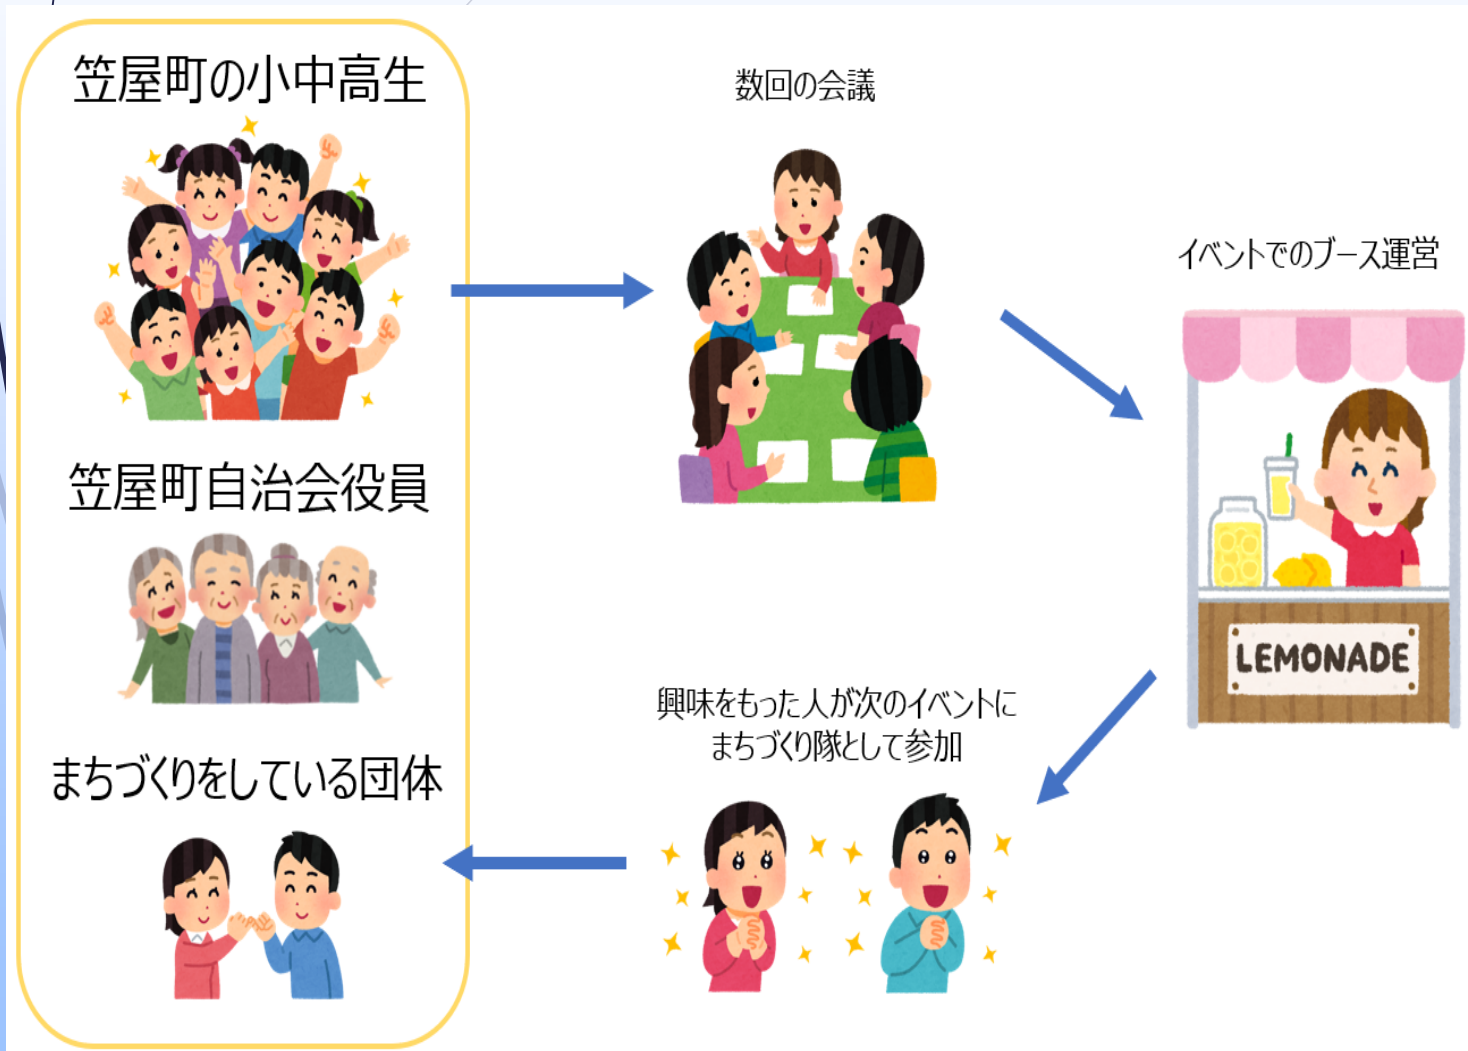 笠屋町の小中高生
数回の会議
イベントでのブース運営
笠屋町自治会役員
LEMONADE
興味をもった人が次のイベントに
まちづくり隊として参加
まちづくりをしている団体